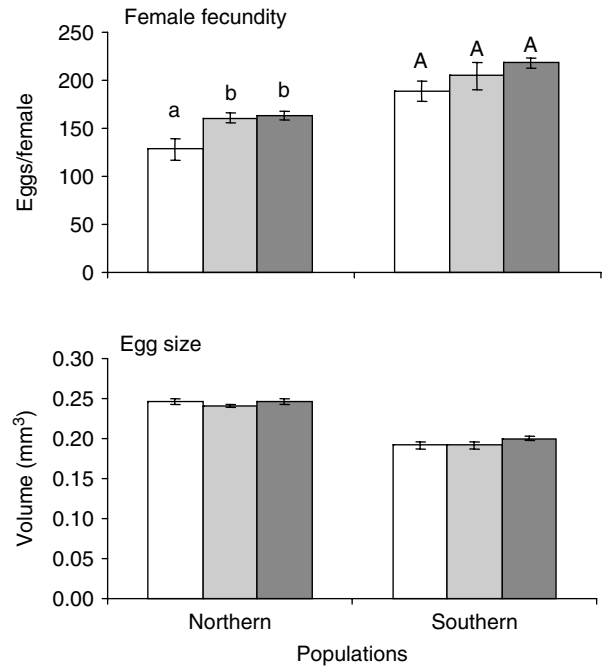 Female fecundity
250
200
150
100
50
0
Eggs/female
a b b A A A
Egg size
0.30
0.25
0.20
0.15
0.10
0.05
0.00
Volume (mm³)
Northern Southern
Populations